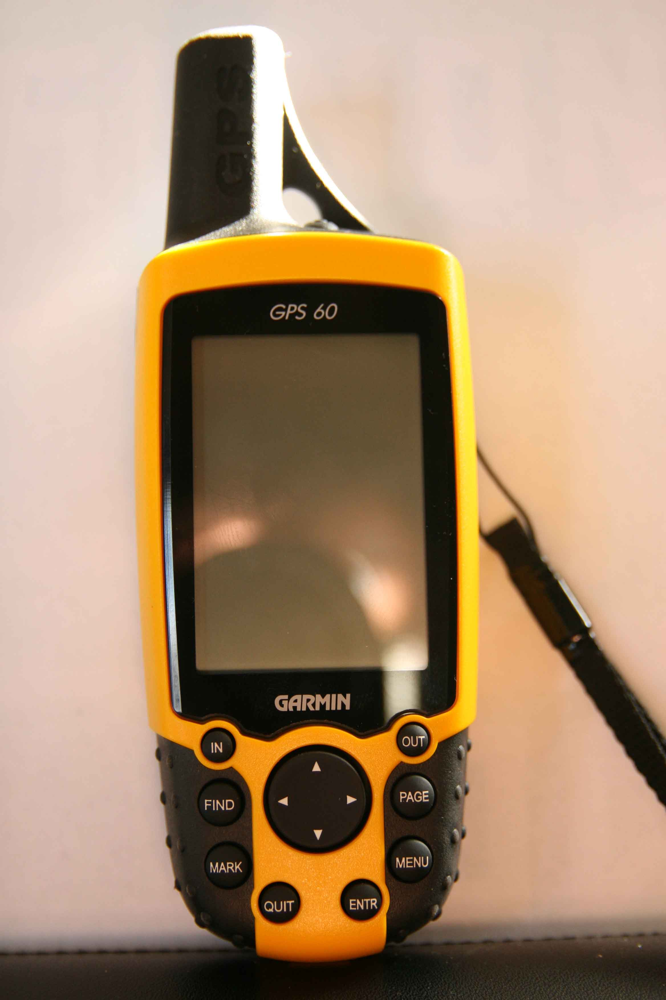 GPS
GPS 60
GARMIN
IN
OUT
FIND
PAGE
MARK
MENU
QUIT
ENTR